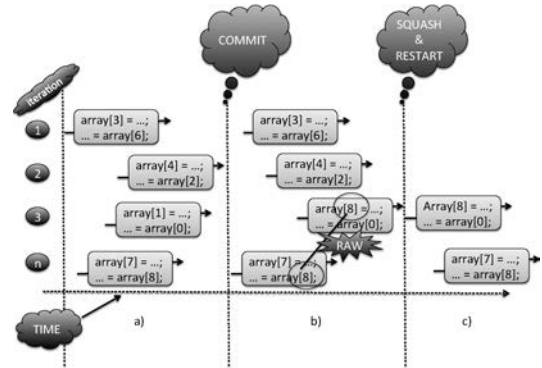 COMMIT
SQUASH
&
RESTART
iteration
1
array[3] = ...;
... = array[6];
2
array[4] = ...;
... = array[2];
3
array[1] = ...;
... = array[0];
n
array[7] = ...;
... = array[8];
array[3] = ...;
... = array[6];
array[4] = ...;
... = array[2];
array[8] = ...;
... = array[0];
RAW
array[7] = ...;
... = array[8];
Array[8] = ...;
... = array[0];
array[7] = ...;
... = array[8];
TIME
a)
b)
c)